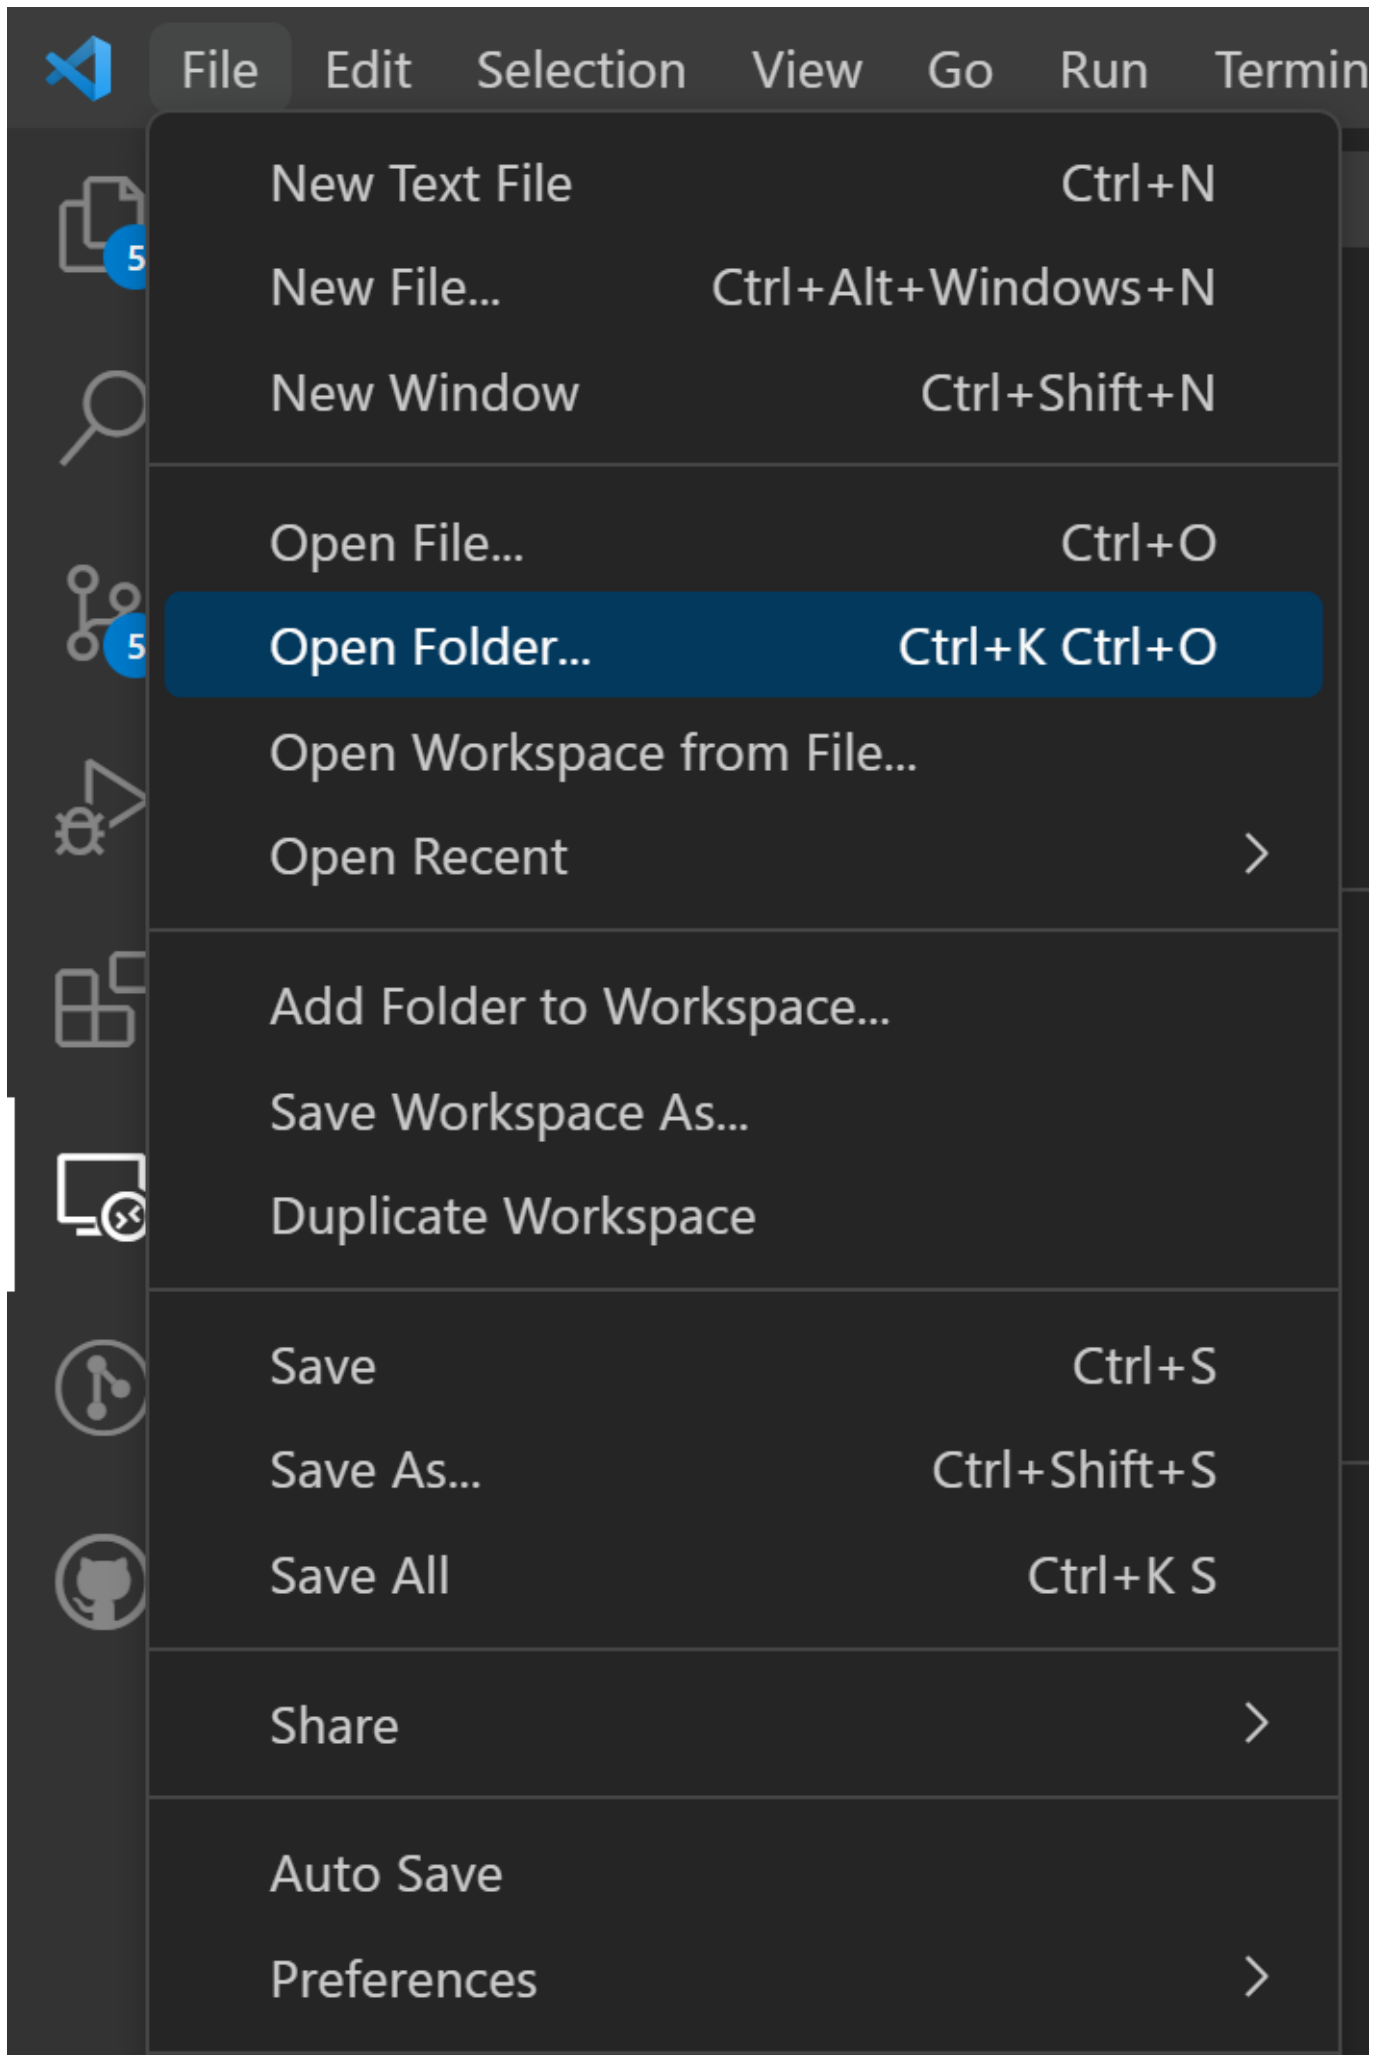 File Edit Selection View Go Run Termin
New Text File Ctrl+N
New File... Ctrl+Alt+Windows+N
New Window Ctrl+Shift+N
Open File... Ctrl+O
5
Open Folder... Ctrl+K Ctrl+O
5
Open Workspace from File...
Open Recent
Add Folder to Workspace...
Save Workspace As...
Duplicate Workspace
Save Ctrl+S
Save As... Ctrl+Shift+S
Save All Ctrl+K S
Share
Auto Save
Preferences